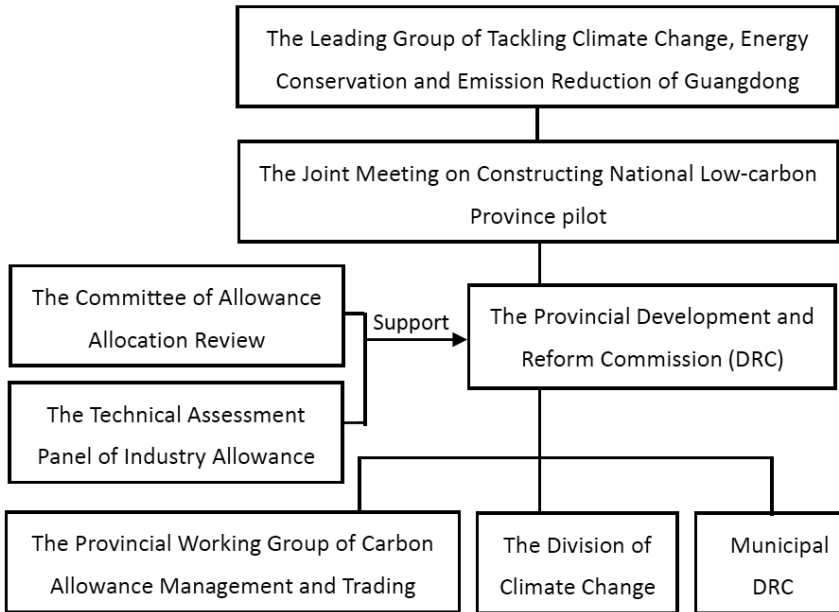 The Leading Group of Tackling Climate Change, Energy
Conservation and Emission Reduction of Guangdong
The Joint Meeting on Constructing National Low-carbon
Province pilot
The Committee of Allowance
Allocation Review
Support
The Provincial Development and
Reform Commission (DRC)
The Technical Assessment
Panel of Industry Allowance
The Provincial Working Group of Carbon
Allowance Management and Trading
The Division of
Climate Change
Municipal
DRC